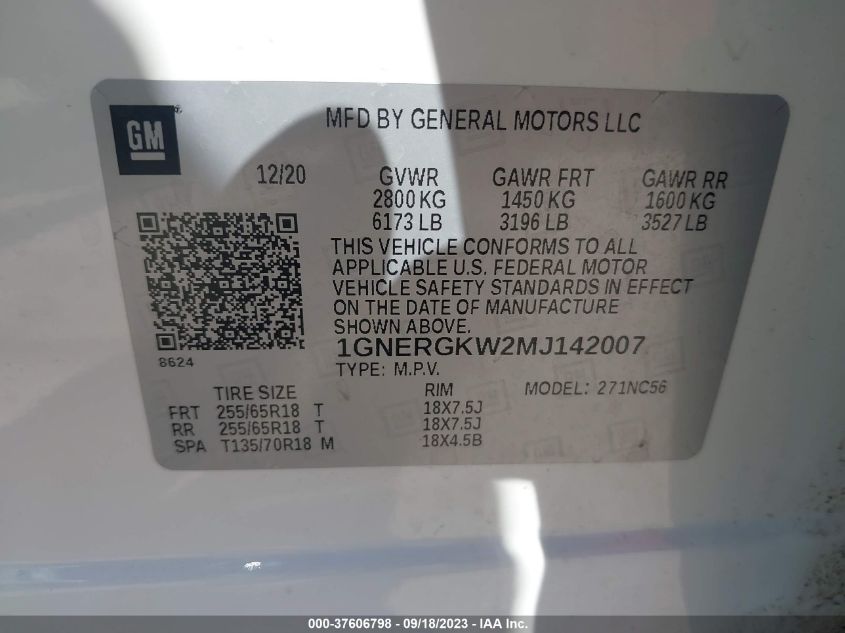 GM
MFD BY GENERAL MOTORS LLC
12/20 GVWR GAWR FRT GAWR RR
2800 KG 1450 KG 1600 KG
6173 LB 3196 LB 3527 LB
THIS VEHICLE CONFORMS TO ALL
APPLICABLE U.S. FEDERAL MOTOR
VEHICLE SAFETY STANDARDS IN EFFECT
ON THE DATE OF MANUFACTURE
SHOWN ABOVE.
1GNERGKW2MJ142007
8624
TYPE: M.P.V.
TIRE SIZE RIM MODEL: 271NC56
FRT 255/65R18 T 18X7.5J
RR 255/65R18 T 18X7.5J
SPA T135/70R18 M 18X4.5B
000-37606798 - 09/18/2023 - © IAA, Inc.